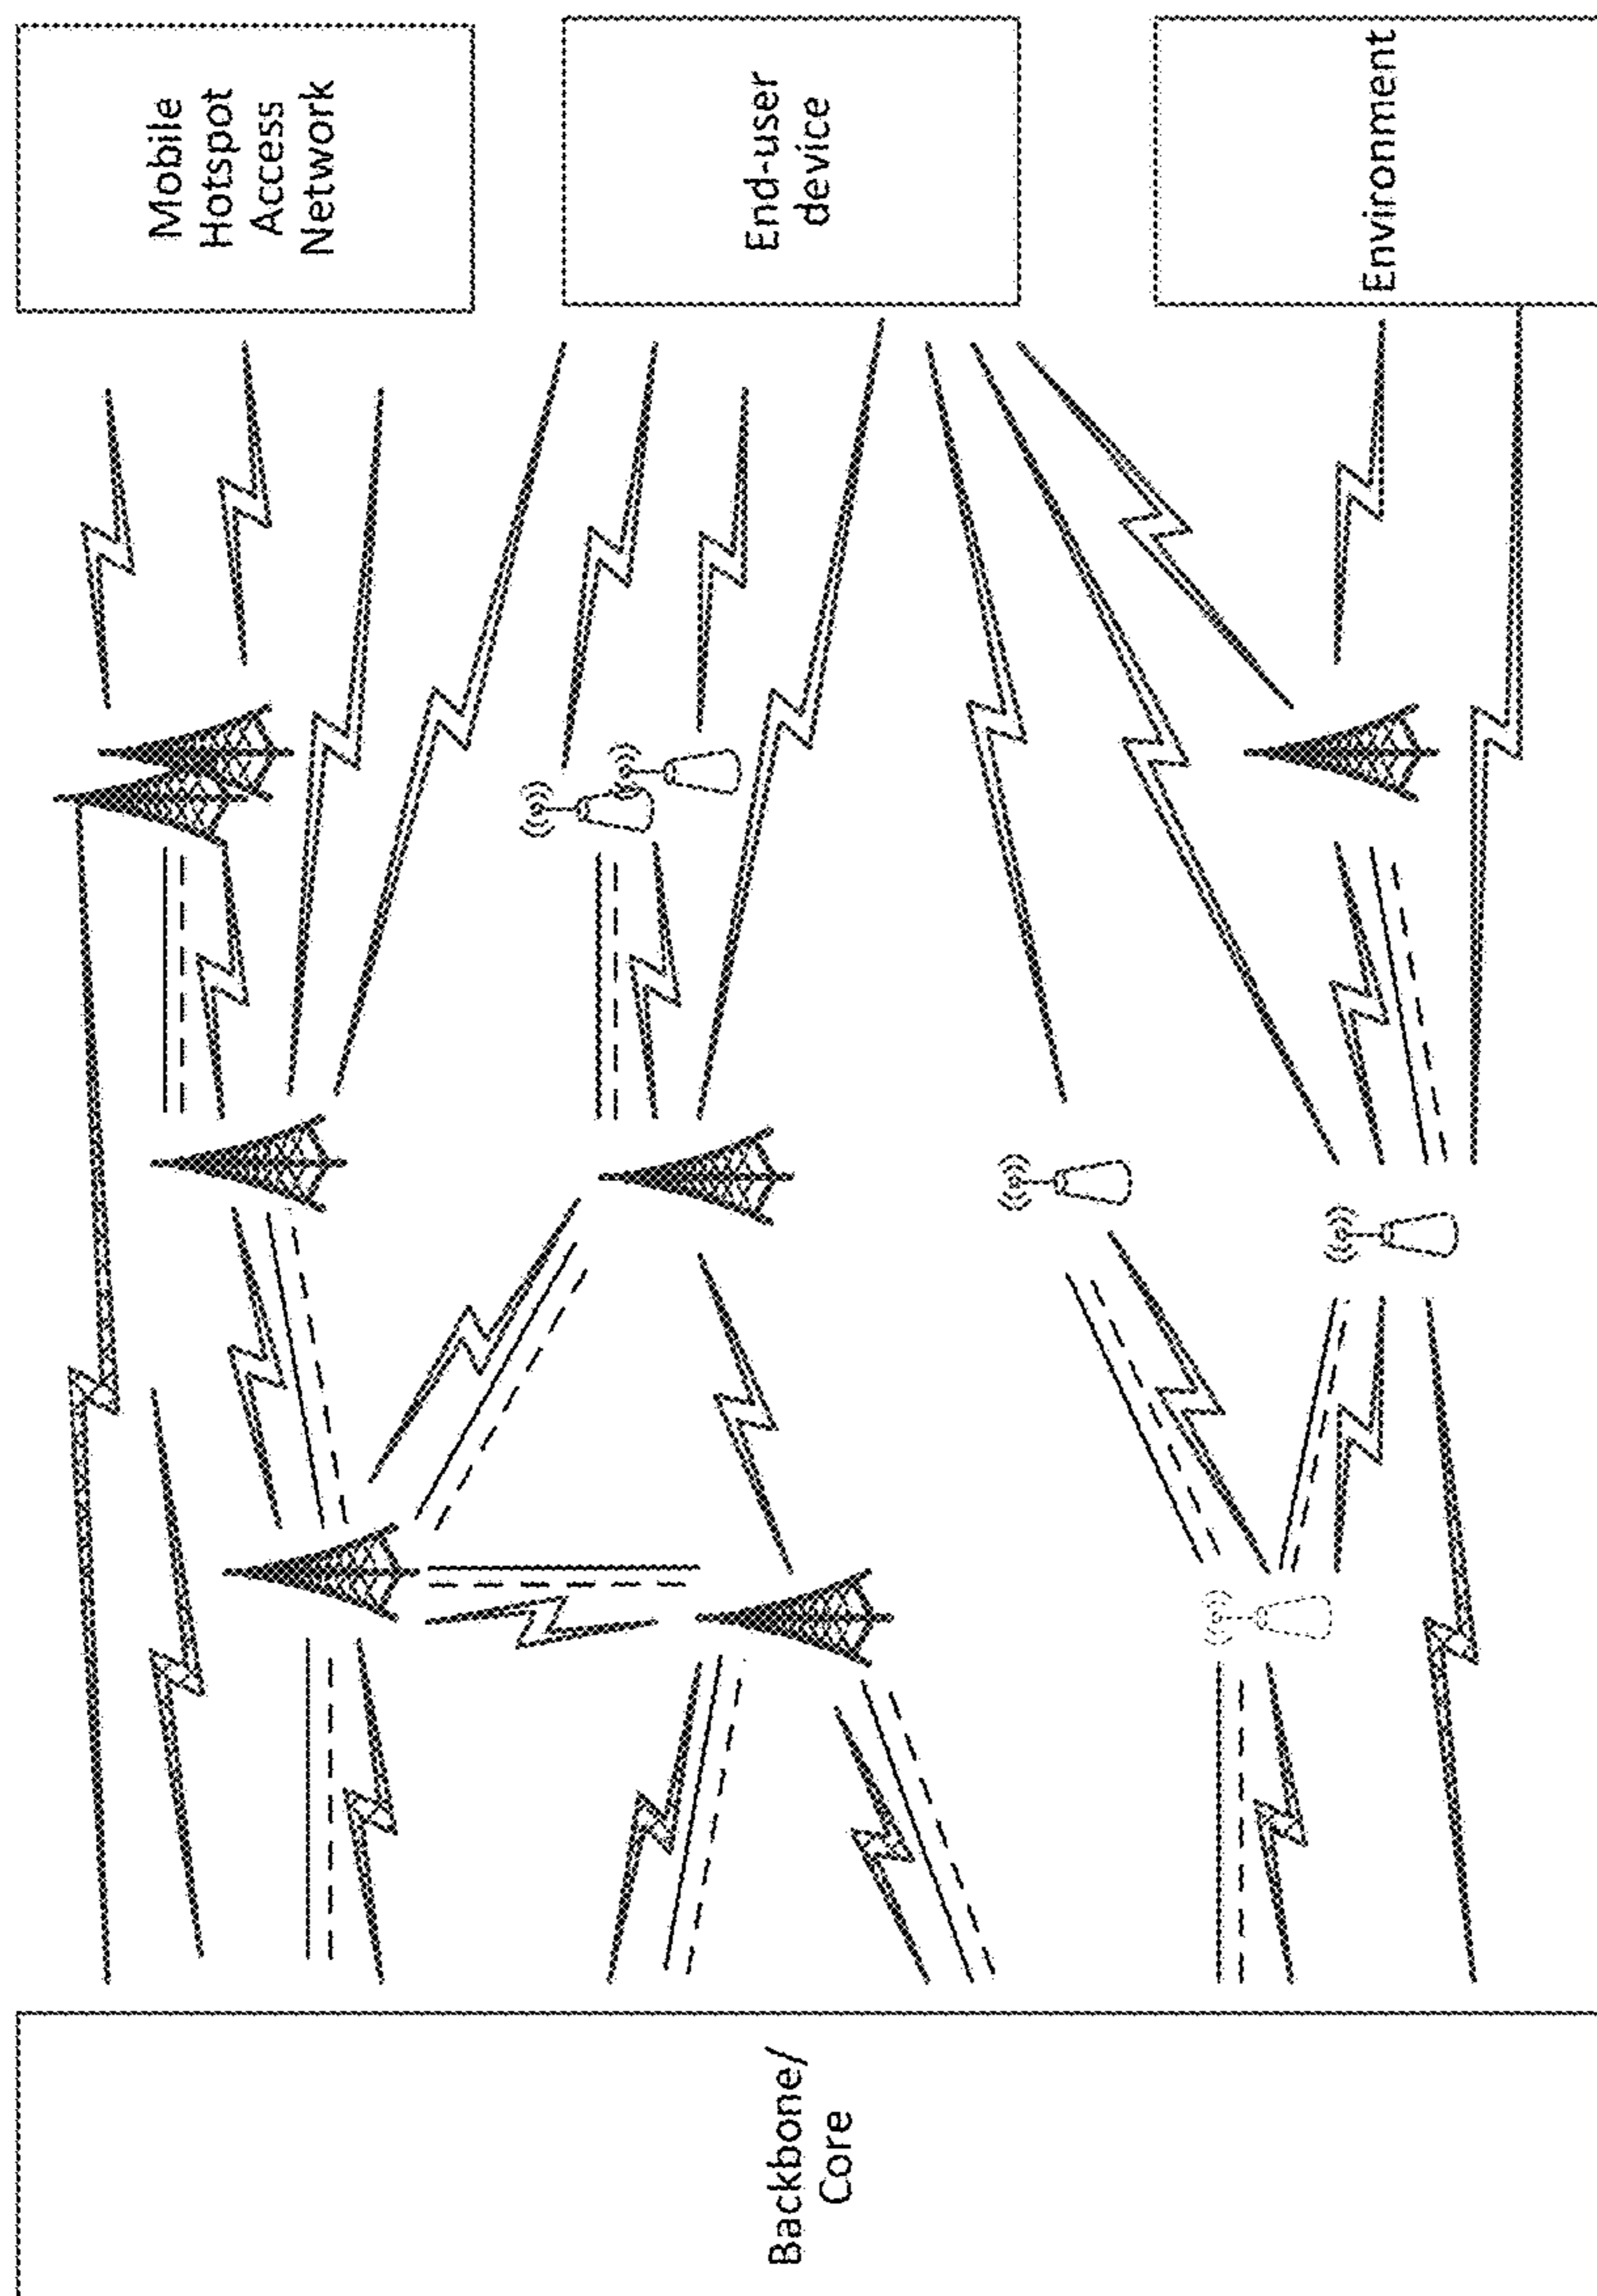 Mobile
Hotspot
Access
Network
End-user
device
Environment
Backbone/
Core